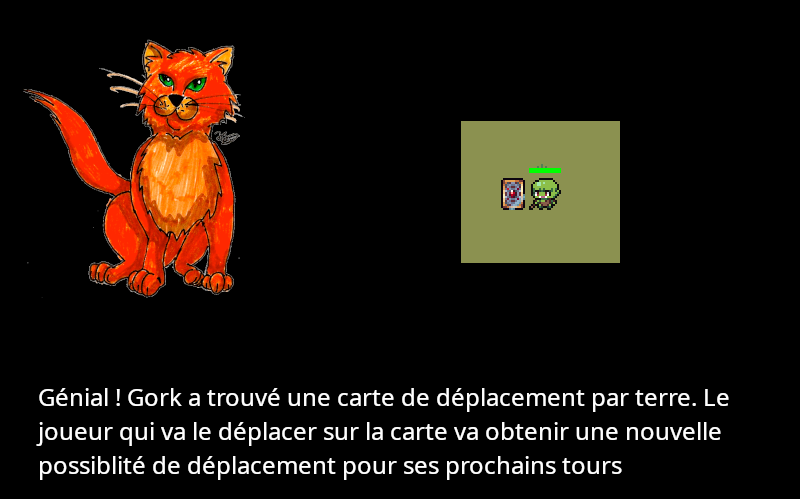 Génial ! Gork a trouvé une carte de déplacement par terre. Le
joueur qui va le déplacer sur la carte va obtenir une nouvelle
possiblité de déplacement pour ses prochains tours